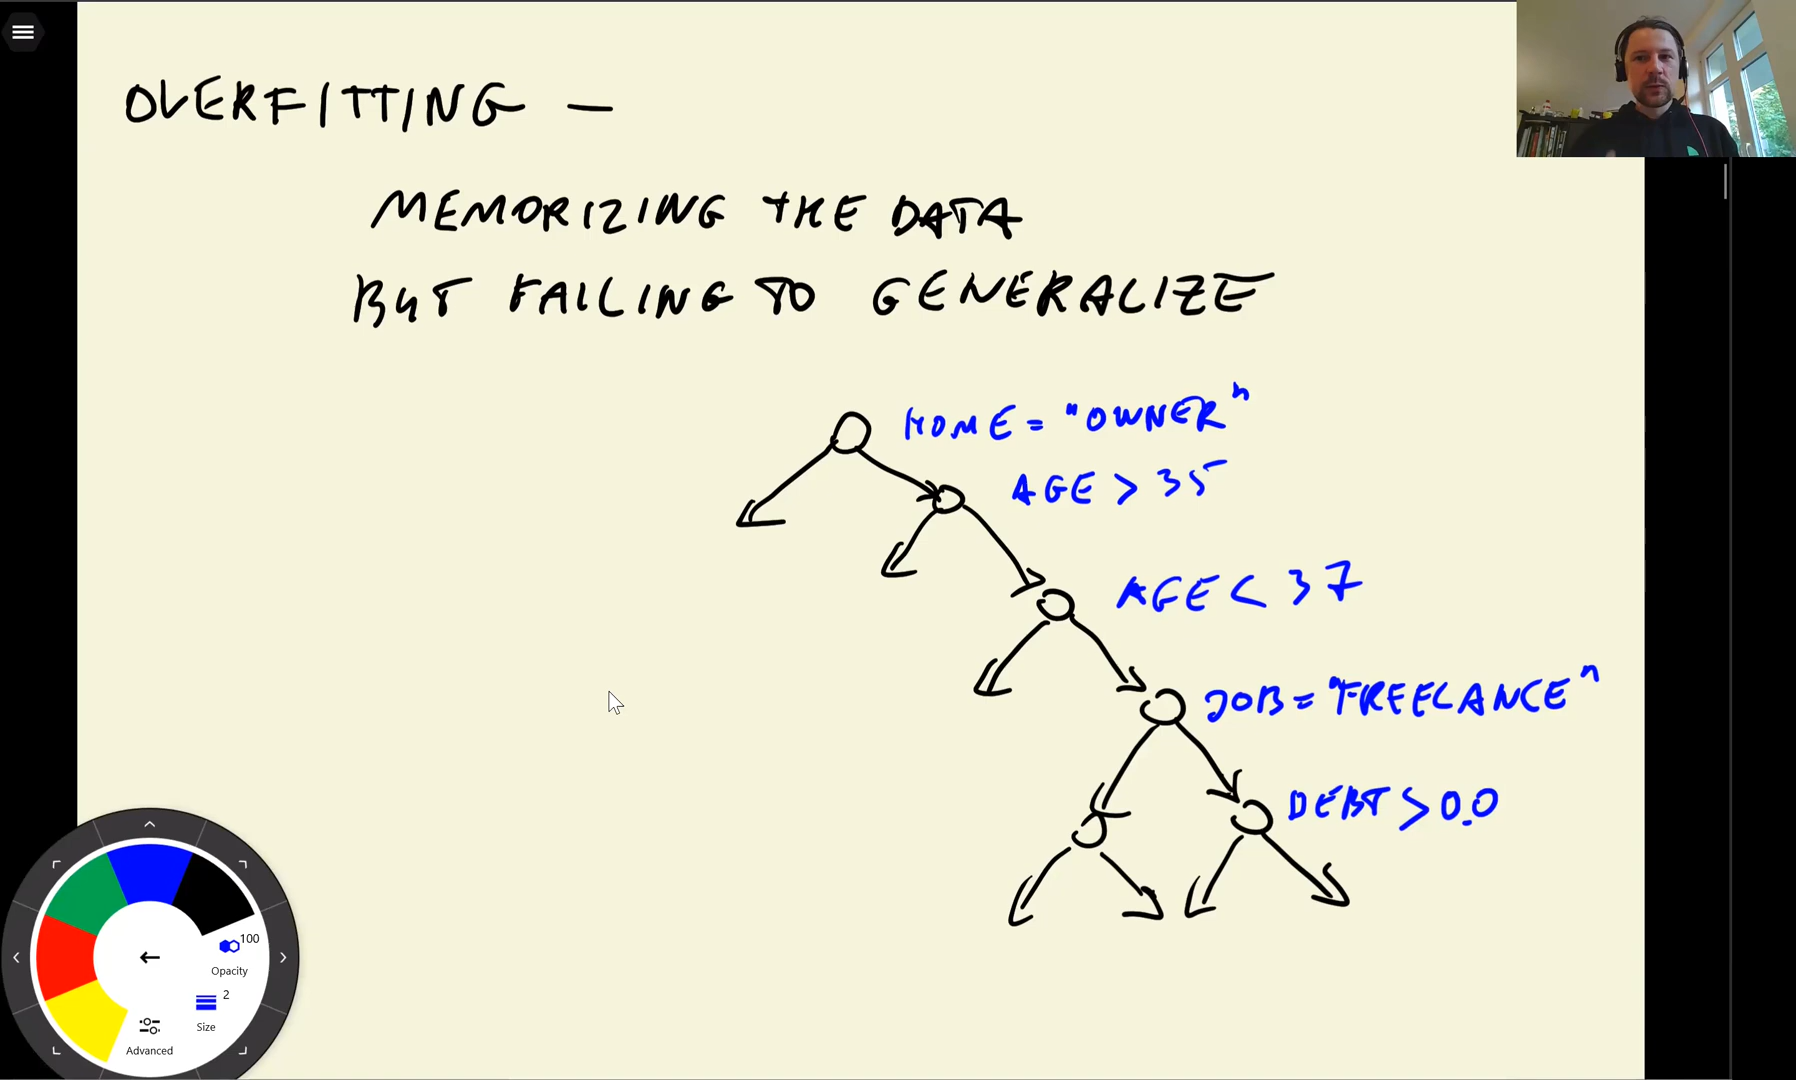 OVERFITTING —
MEMORIZING THE DATA
BUT FAILING TO GENERALIZE
HOME = "OWNER"
AGE > 35
AGE < 37
JOB = "FREELANCE"
DEBT > 0.0
100
Opacity
2
Size
Advanced